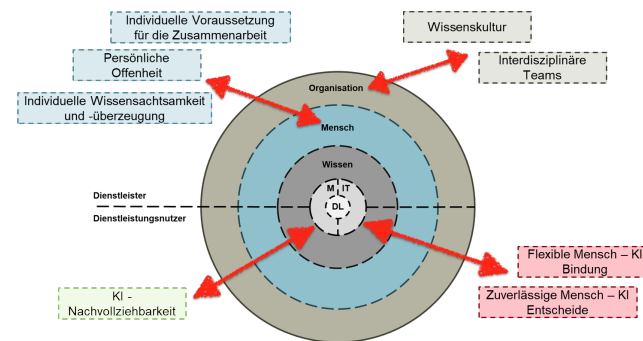 Individuelle Voraussetzung
für die Zusammenarbeit
Wissenskultur
Persönliche
Offenheit
Interdisziplinäre
Teams
Organisation
Individuelle Wissensachtsamkeit
und -überzeugung
Mensch
Wissen
M IT
DL
T
Dienstleister
Dienstleistungsnutzer
Flexible Mensch – KI
Bindung
KI -
Nachvollziehbarkeit
Zuverlässige Mensch – KI
Entscheide